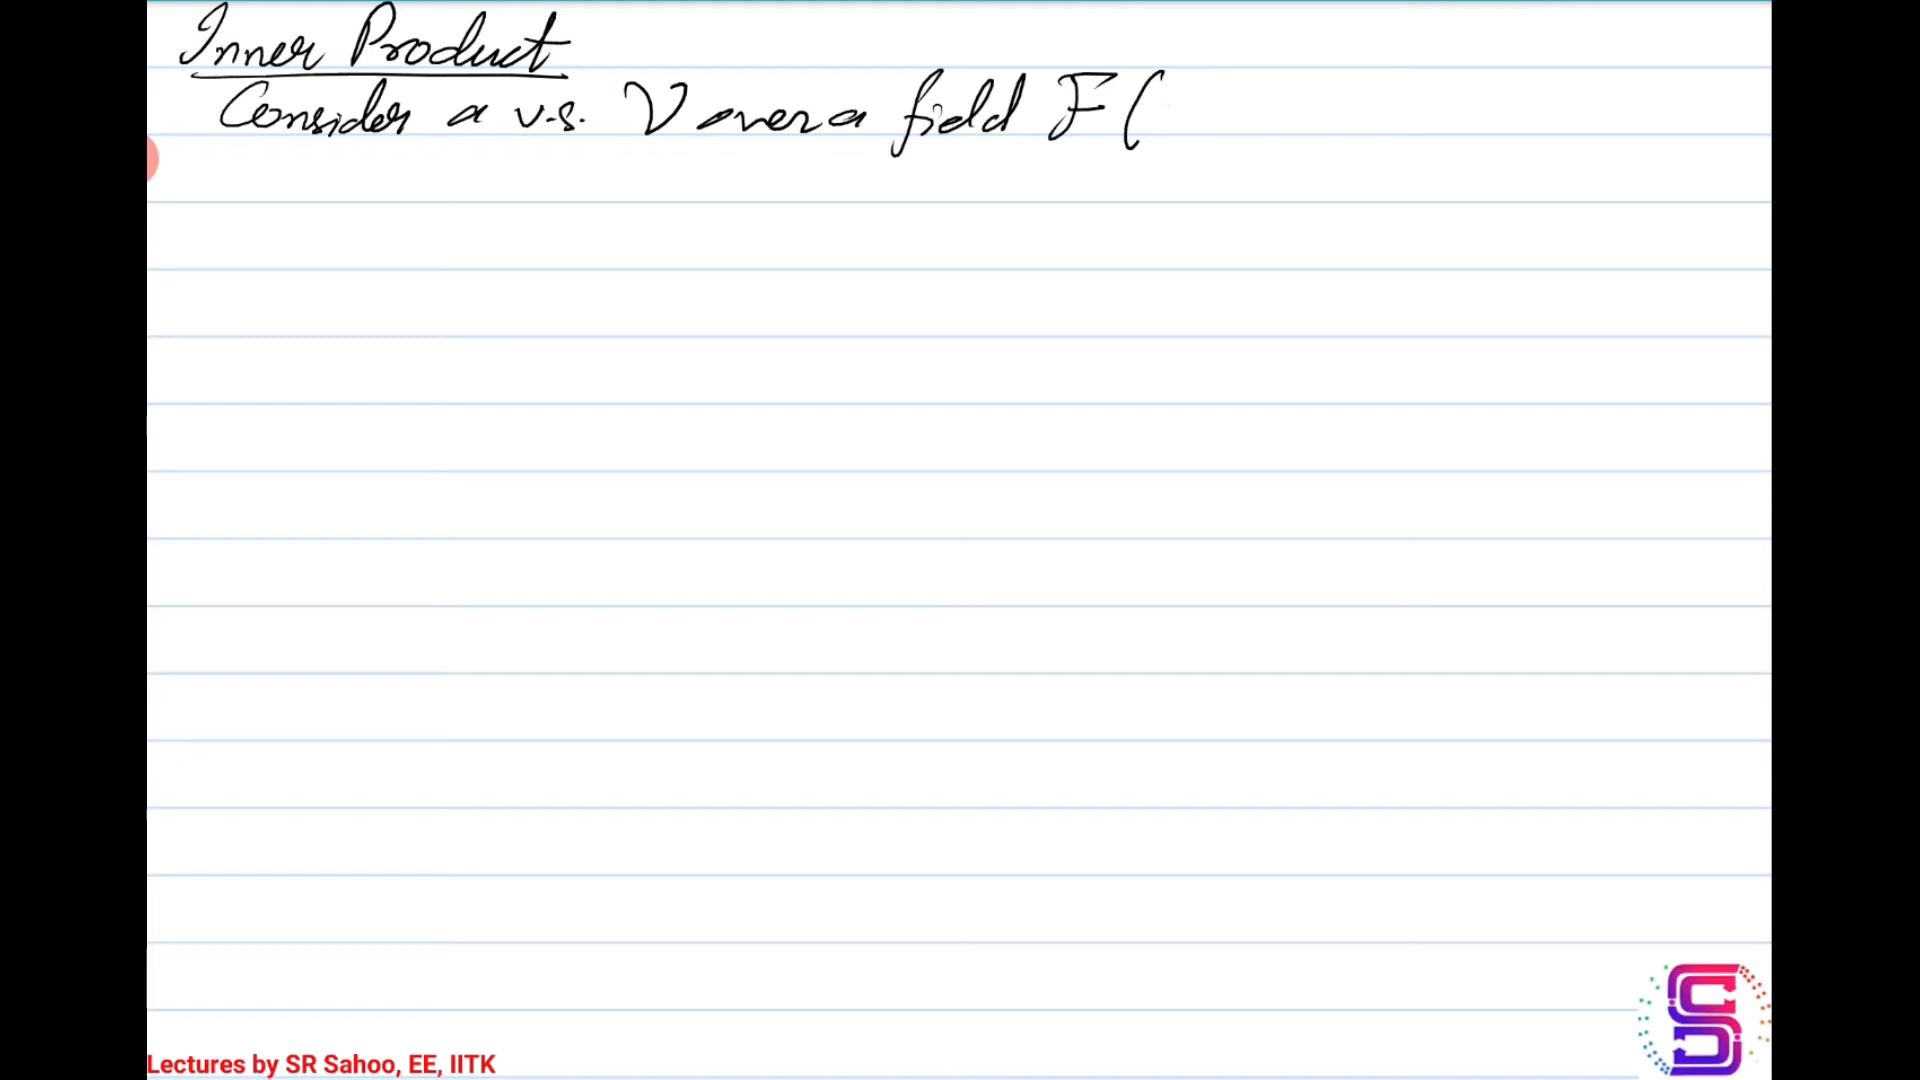 Inner Product
Consider a v.s. V over a field F (
Lectures by SR Sahoo, EE, IITK